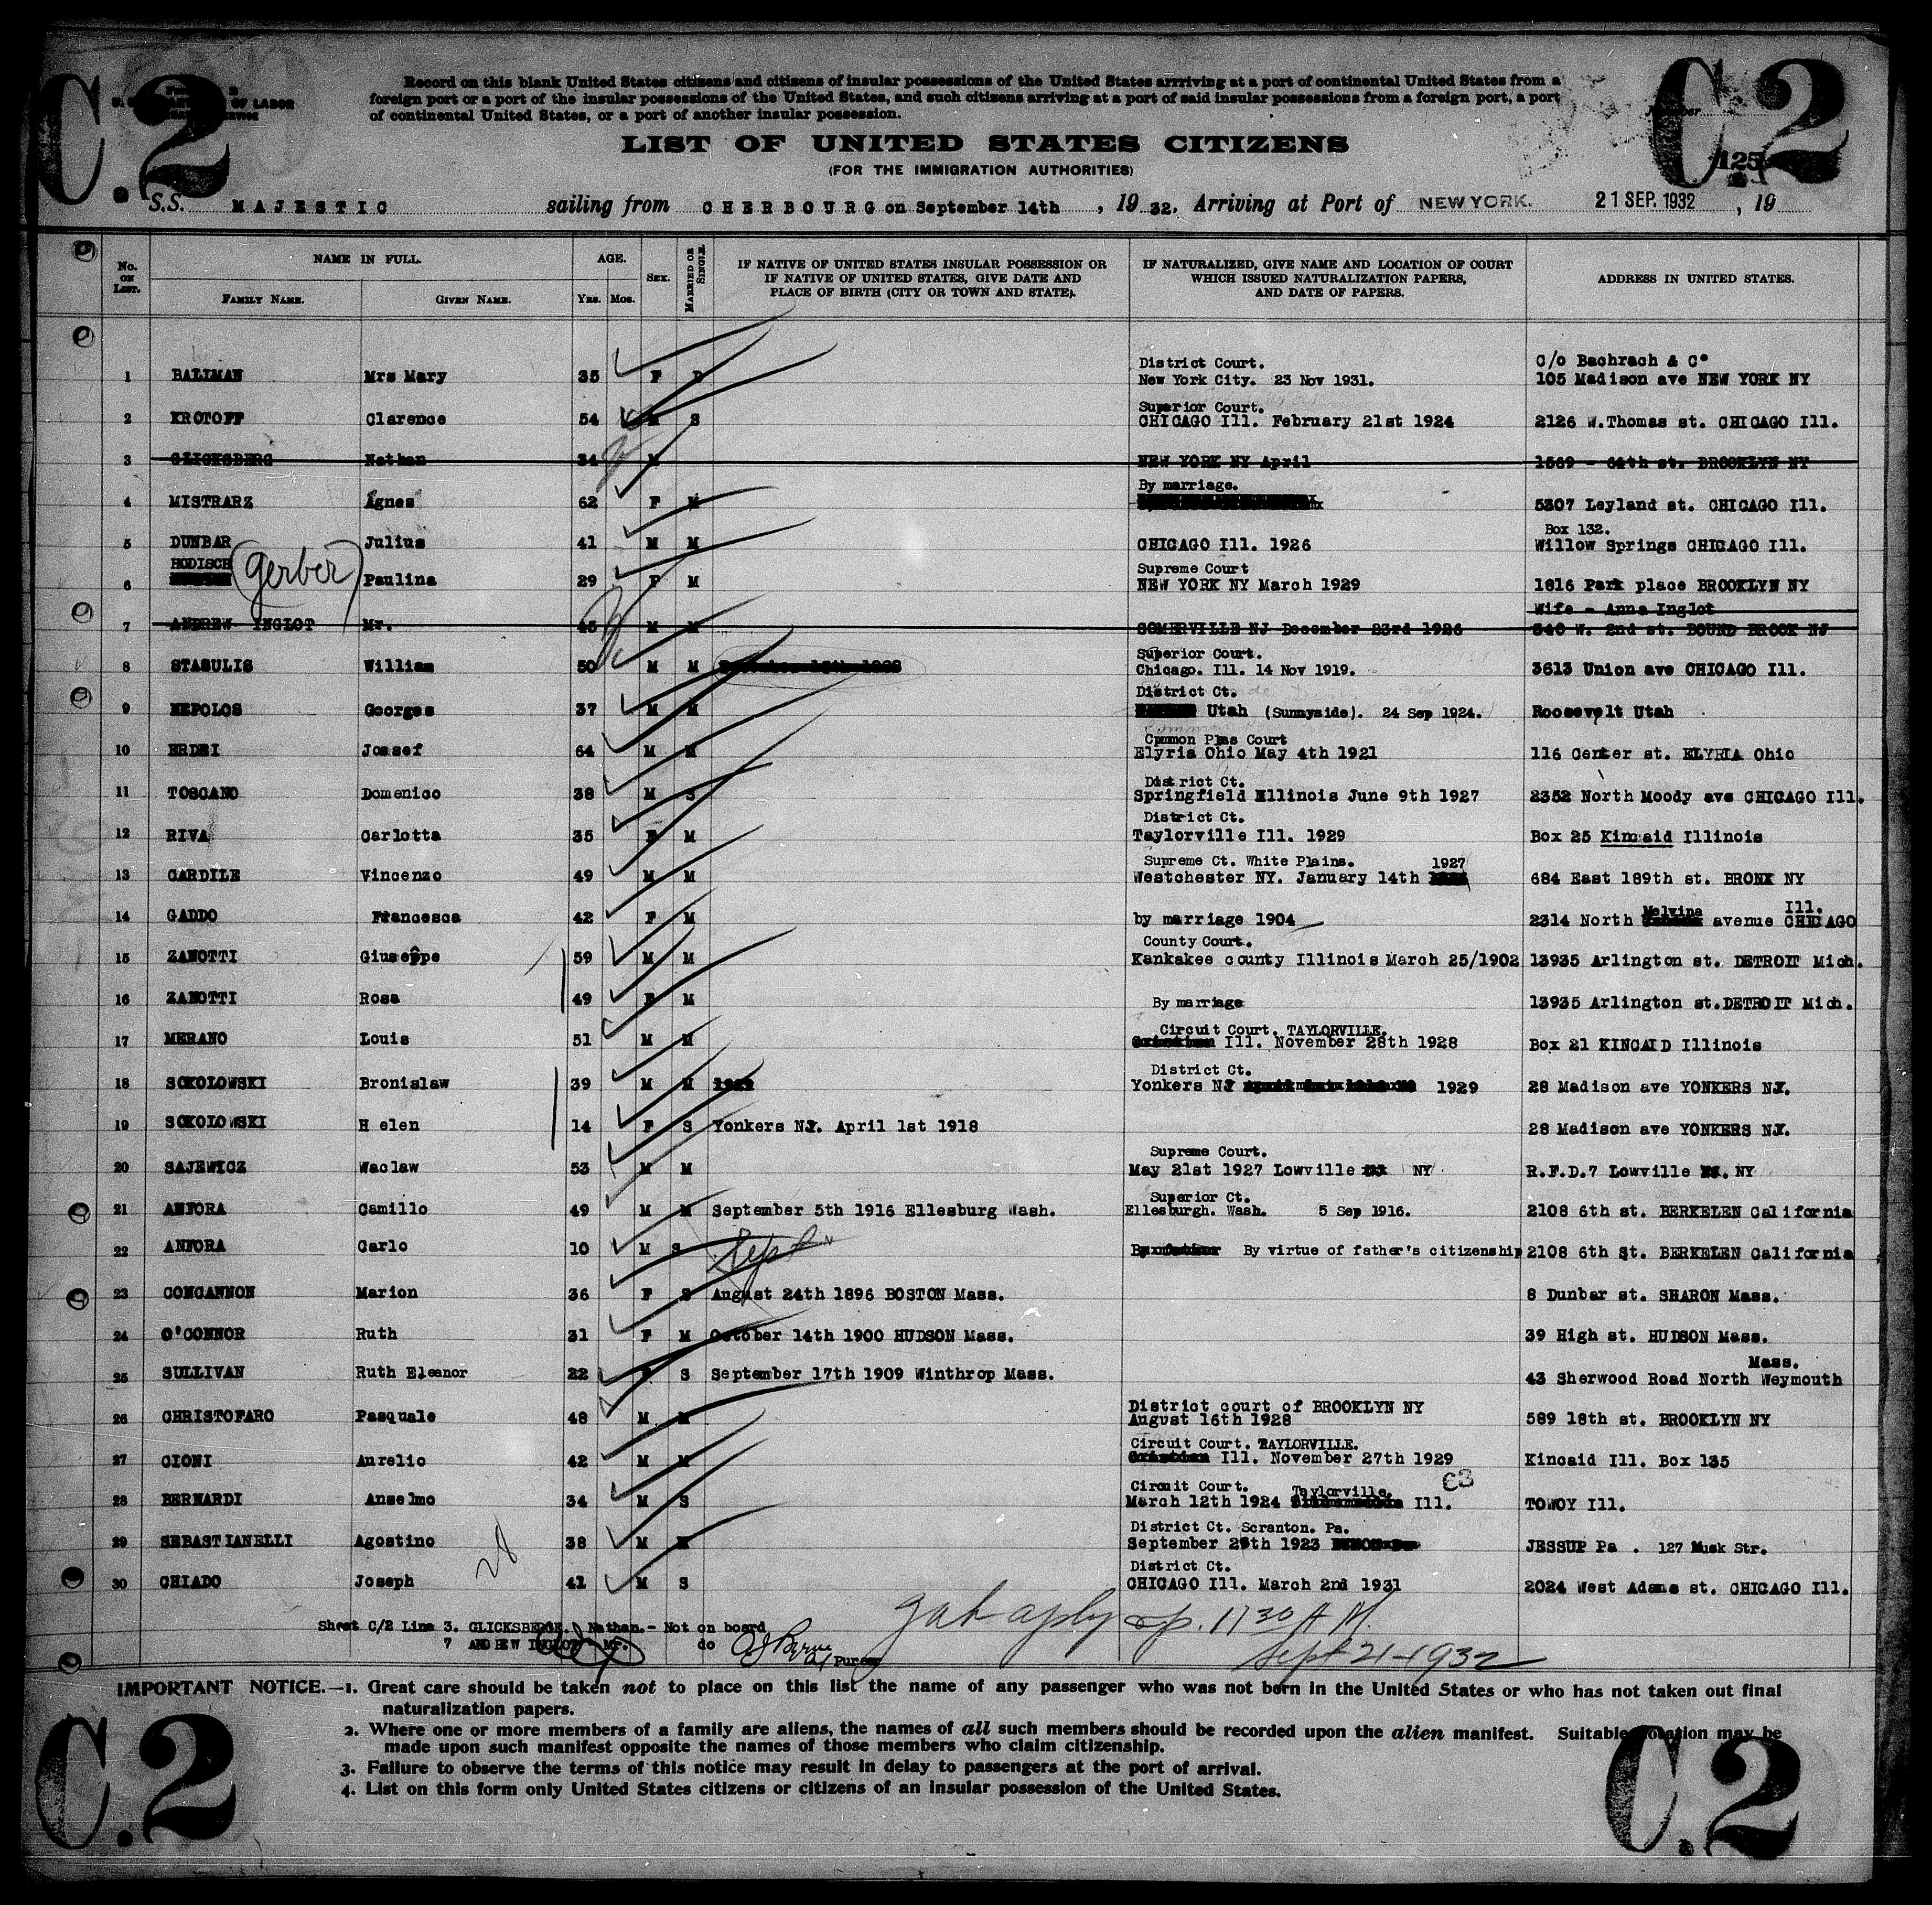 C.2
C.2
OF LABOR
Record on this blank United States citizens and citizens of insular possessions of the United States arriving at a port of continental United States from a
foreign port or a port of the insular possessions of the United States, and such citizens arriving at a port of said insular possessions from a foreign port, a port
of continental United States, or a port of another insular possession.
LIST OF UNITED STATES CITIZENS
(FOR THE IMMIGRATION AUTHORITIES)
125
S.S. MAJESTIC sailing from CHERBOURG on September 14th, 19 32. Arriving at Port of NEW YORK. 21 SEP. 1932, 19
No. on List. NAME IN FULL. AGE. SEX. MARRIED OR SINGLE. IF NATIVE OF UNITED STATES INSULAR POSSESSION OR IF NATIVE OF UNITED STATES, GIVE DATE AND PLACE OF BIRTH (CITY OR TOWN AND STATE). IF NATURALIZED, GIVE NAME AND LOCATION OF COURT WHICH ISSUED NATURALIZATION PAPERS, AND DATE OF PAPERS. ADDRESS IN UNITED STATES.
FAMILY NAME. GIVEN NAME. YRS. MOS.
District Court. C/o Bachrach & C°
1 BALIMAN Mrs Mary 35 F D New York City. 23 Nov 1931. 105 Madison ave NEW YORK NY
Superior Court.
2 KROTOFF Clarence 54 M S CHICAGO Ill. February 21st 1924 2126 W.Thomas st. CHICAGO Ill.
3 GLICKSBERG Nathan 34 M NEW YORK NY April 1569 - 64th st. BROOKLYN NY
By marriage.
4 MISTRARZ Agnes 62 F M 5307 Leyland st. CHICAGO Ill.
Box 132.
5 DUNBAR Julius 41 M M CHICAGO Ill. 1926 Willow Springs CHICAGO Ill.
HODISCH (Gerber) Supreme Court
6 Paulina 29 F M NEW YORK NY March 1929 1816 Park place BROOKLYN NY
Wife - Anna Inglot
7 ANDREW INGLOT Mr. 45 M M SOMERVILLE NJ December 23rd 1926 340 W. 2nd st. BOUND BROOK NJ
Superior Court.
8 STASULIS William 50 M M Chicago. Ill. 14 Nov 1919. 3613 Union ave CHICAGO Ill.
District Ct.
9 NEPOLOS Georges 37 M M Utah (Sunnyside). 24 Sep 1924. Roosevelt Utah
Common Plas Court
10 ERDEI Jossef 64 M M Elyria Ohio May 4th 1921 116 Center st. ELYRIA Ohio
District Ct.
11 TOSCANO Domenico 38 M S Springfield Illinois June 9th 1927 2352 North Moody ave CHICAGO Ill.
District Ct.
12 RIVA Carlotta 35 F M Taylorville Ill. 1929 Box 25 Kincaid Illinois
Supreme Ct. White Plains. 1927
13 CARDILE Vincenzo 49 M M Westchester NY. January 14th 684 East 189th st. BRONX NY
Melvina Ill.
14 GADDO Francesca 42 F M by marriage 1904 2314 North avenue CHICAGO
County Court.
15 ZANOTTI Giuseppe 59 M M Kankakee county Illinois March 25/1902 13935 Arlington st. DETROIT Mich.
16 ZANOTTI Rosa 49 F M By marriage 13935 Arlington st.DETROIT Mich.
Circuit Court. TAYLORVILLE.
17 MERANO Louis 51 M M Ill. November 28th 1928 Box 21 KINCAID Illinois
District Ct.
18 SOKOLOWSKI Bronislaw 39 M M Yonkers NJ 1929 28 Madison ave YONKERS N.Y.
19 SOKOLOWSKI Helen 14 F S Yonkers N.Y. April 1st 1918 28 Madison ave YONKERS N.Y.
Supreme Court.
20 SAJEWICZ Waclaw 53 M M May 21st 1927 Lowville NY R.F.D.7 Lowville NY
Superior Ct.
21 ANFORA Camillo 49 M M September 5th 1916 Ellesburg Wash. Ellesburgh. Wash. 5 Sep 1916. 2108 6th st. BERKELEN California
22 ANFORA Carlo 10 M S Sept By virtue of father's citizenship 2108 6th St. BERKELEN California
23 CONCANNON Marion 36 F S August 24th 1896 BOSTON Mass. 8 Dunbar st. SHARON Mass.
24 O'CONNOR Ruth 31 F M October 14th 1900 HUDSON Mass. 39 High st. HUDSON Mass.
Mass.
25 SULLIVAN Ruth Eleanor 22 F S September 17th 1909 Winthrop Mass. 43 Sherwood Road North Weymouth
District court of BROOKLYN NY
26 CHRISTOFARO Pasquale 48 M M August 16th 1928 589 18th st. BROOKLYN NY
Circuit Court. TAYLORVILLE.
27 CIONI Aurelio 42 M M Ill. November 27th 1929 Kincaid Ill. Box 135
Circuit Court. Taylorville. C3
28 BERNARDI Anselmo 34 M S March 12th 1924 Ill. TOWOY Ill.
District Ct. Scranton. Pa.
29 SEBASTIANELLI Agostino 38 M M September 25th 1923 JESSUP Pa . 127 Musk Str.
28
District Ct.
30 CHIADO Joseph 41 M S CHICAGO Ill. March 2nd 1931 2024 West Adams st. CHICAGO Ill.
Sheet C/2 Line 3. GLICKSBERGE. Nathan.- Not on board
7 ANDREW INGLOT Mr. do
Purser
11 30 A M.
Sept 21-1932
IMPORTANT NOTICE.—1. Great care should be taken not to place on this list the name of any passenger who was not born in the United States or who has not taken out final
naturalization papers.
2. Where one or more members of a family are aliens, the names of all such members should be recorded upon the alien manifest. Suitable notation may be
made upon such manifest opposite the names of those members who claim citizenship.
3. Failure to observe the terms of this notice may result in delay to passengers at the port of arrival.
4. List on this form only United States citizens or citizens of an insular possession of the United States.
C.2
C.2